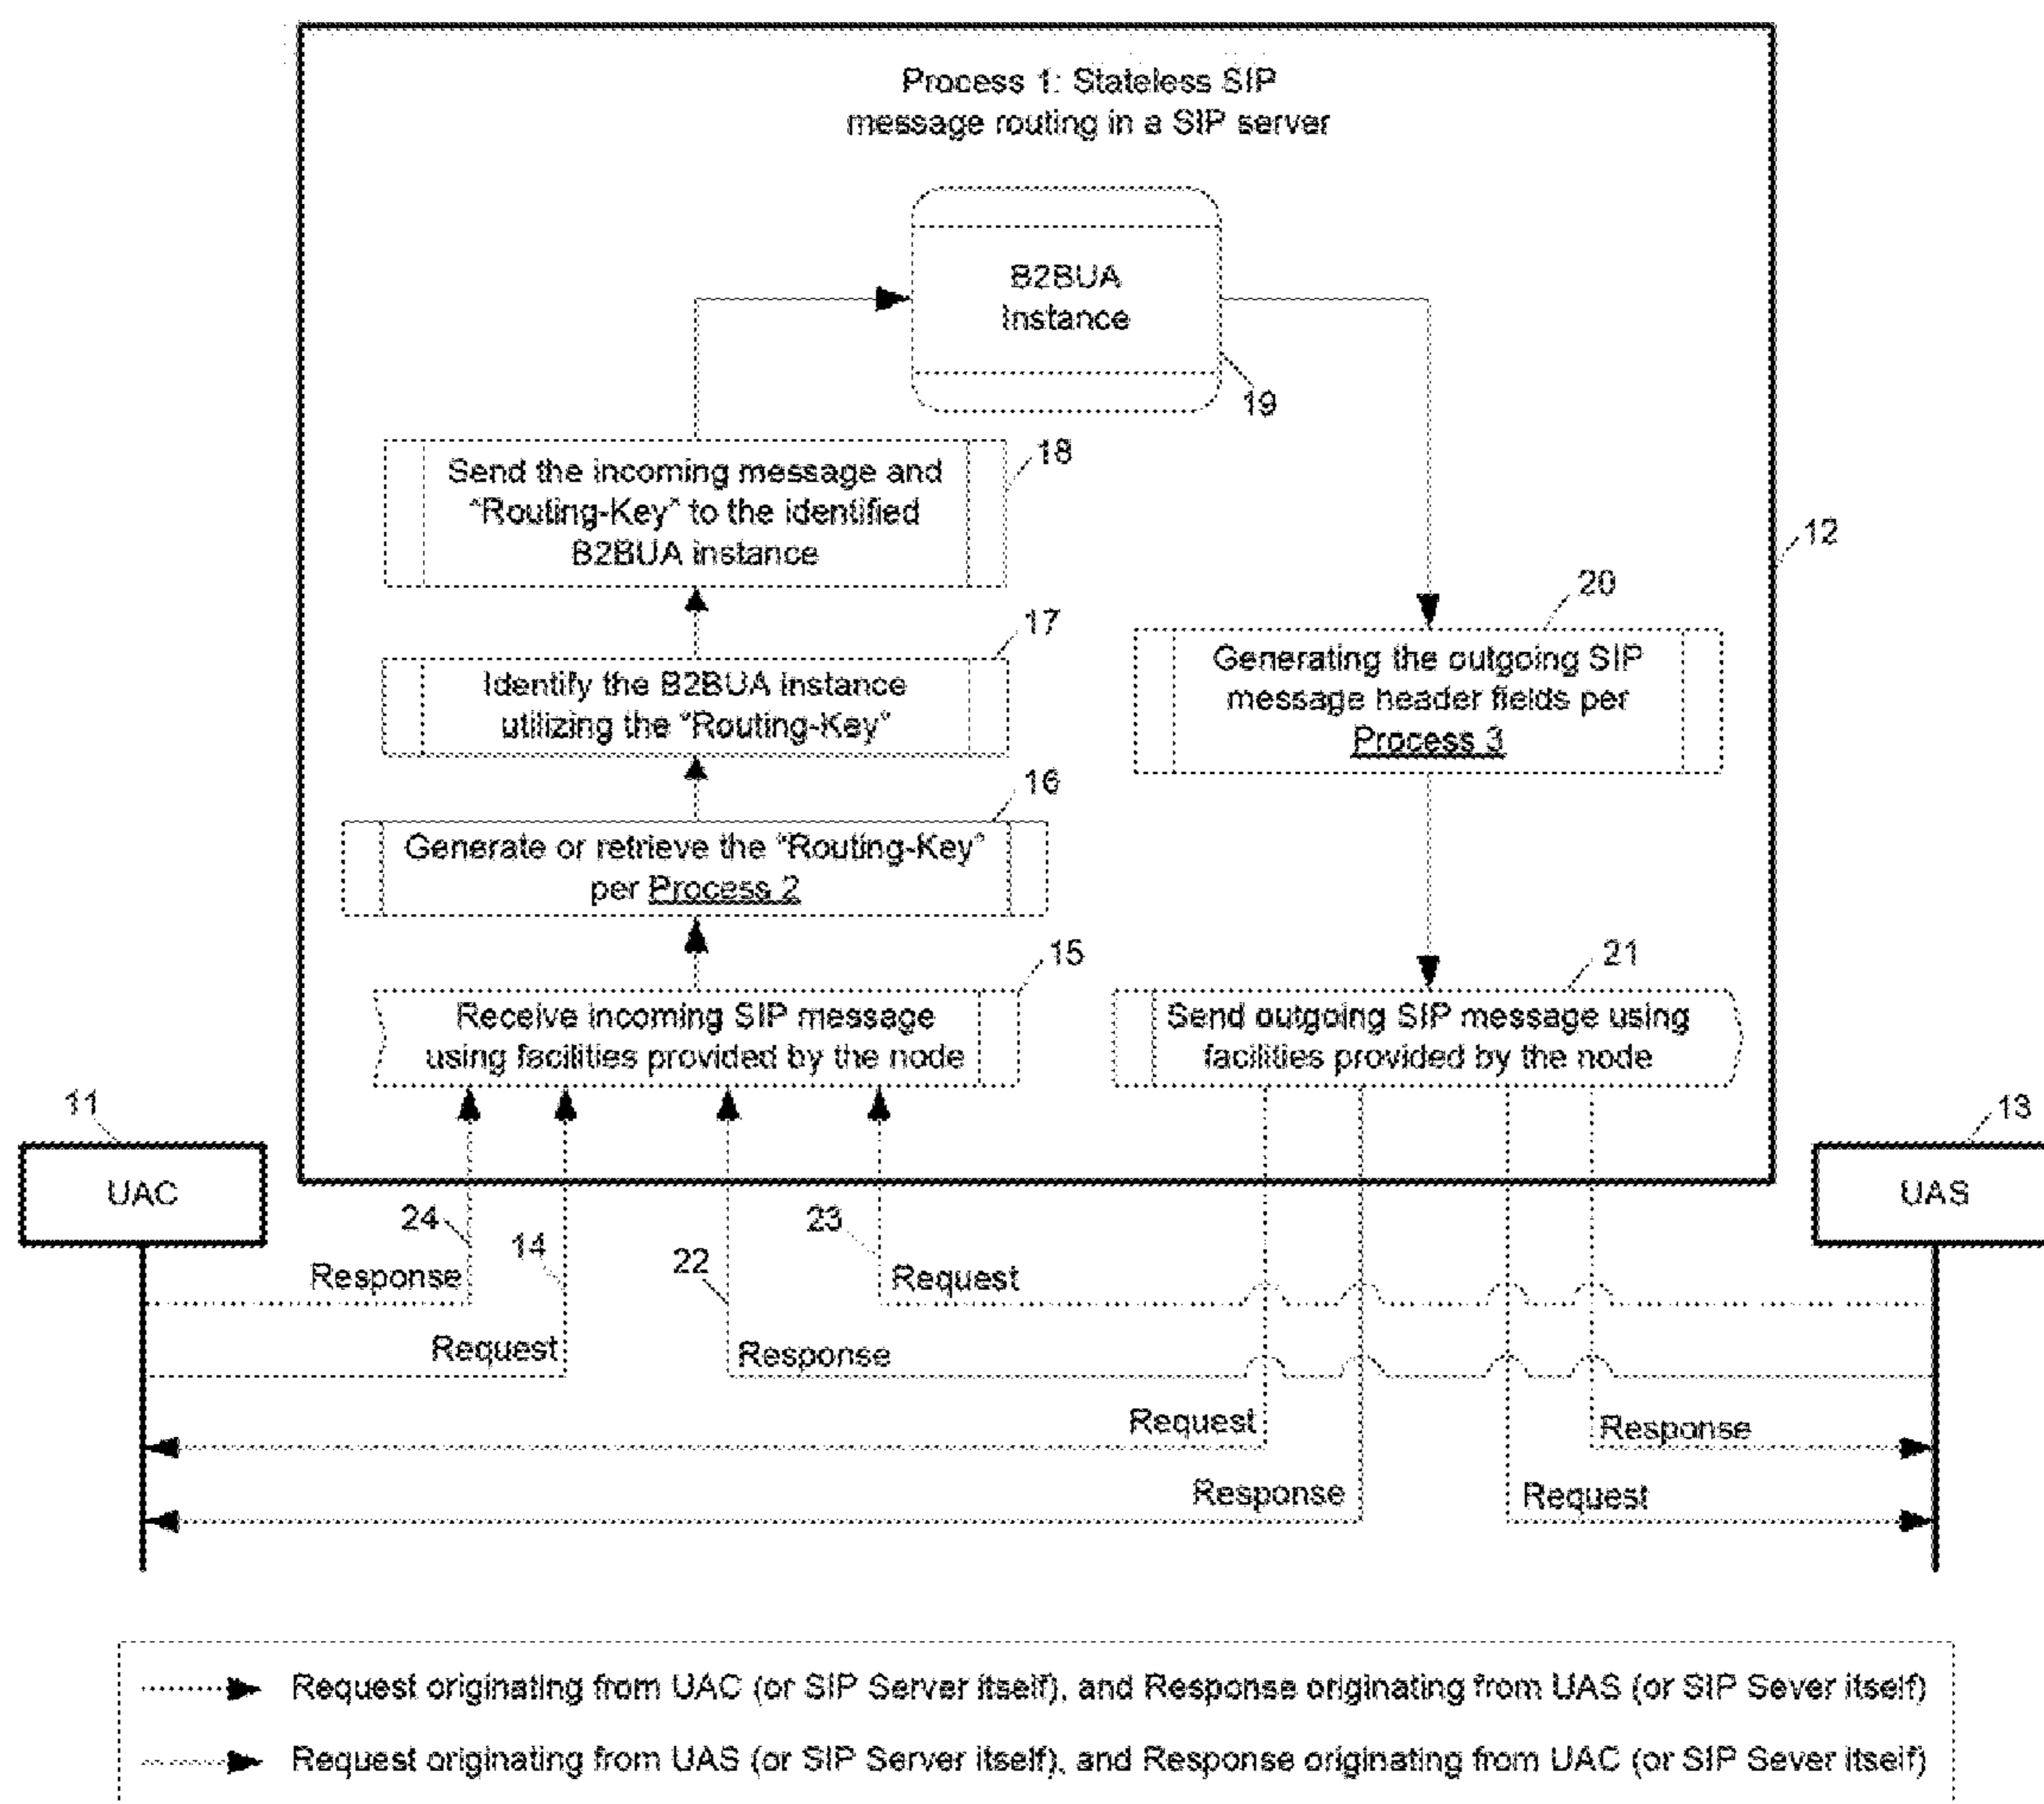 Process 1: Stateless SIP
message routing in a SIP server
B2BUA
Instance
19
Send the incoming message and
"Routing-Key" to the identified
B2BUA instance
18
12
Identify the B2BUA instance
utilizing the "Routing-Key"
17
20
Generating the outgoing SIP
message header fields per
Process 3
Generate or retrieve the "Routing-Key"
per Process 2
16
Receive incoming SIP message
using facilities provided by the node
15
21
Send outgoing SIP message using
facilities provided by the node
11
UAC
13
UAS
24
14
22
23
Response
Request
Request
Response
Request
Response
Response
Request
Request originating from UAC (or SIP Server itself), and Response originating from UAS (or SIP Sever itself)
Request originating from UAS (or SIP Server itself), and Response originating from UAC (or SIP Sever itself)